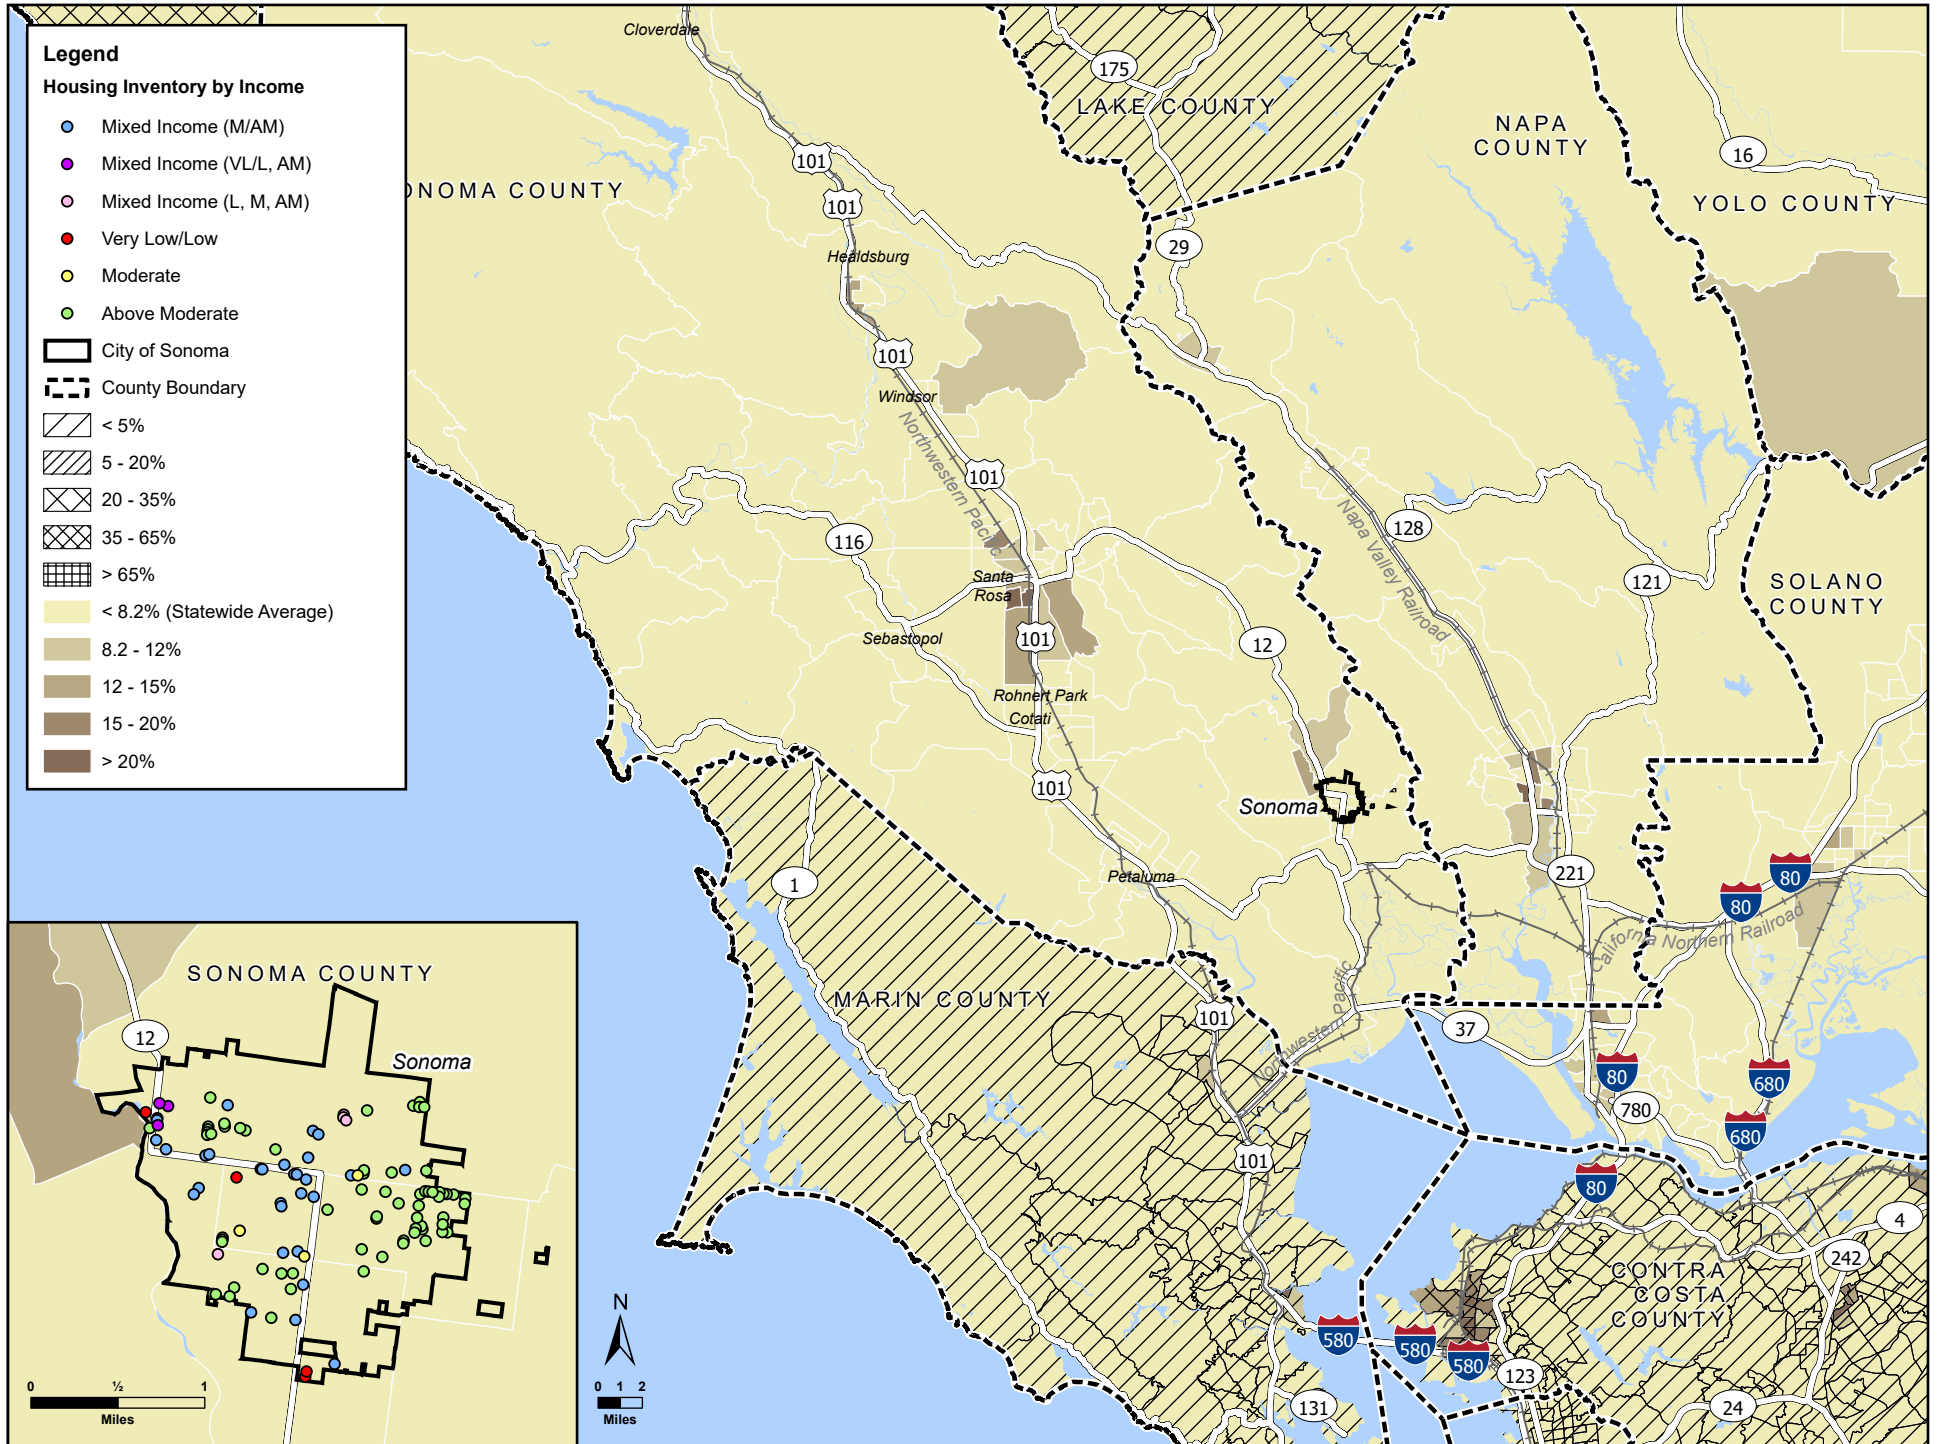 Legend
Housing Inventory by Income
Mixed Income (M/AM)
Mixed Income (VL/L, AM)
Mixed Income (L, M, AM)
Very Low/Low
Moderate
Above Moderate
City of Sonoma
County Boundary
< 5%
5 - 20%
20 - 35%
35 - 65%
> 65%
< 8.2% (Statewide Average)
8.2 - 12%
12 - 15%
15 - 20%
> 20%
Cloverdale
175
LAKE COUNTY
NAPA
COUNTY
16
YOLO COUNTY
101
ONOMA COUNTY
101
29
Healdsburg
101
Windsor
Northwestern Pacific
101
Napa Valley Railroad
128
116
121
SOLANO
COUNTY
Santa
Rosa
Sebastopol
101
12
Rohnert Park
Cotati
101
Sonoma
1
Petaluma
221
80
80
California Northern Railroad
MARIN COUNTY
101
Northwestern Pacific
37
80
680
780
680
101
80
4
242
CONTRA
COSTA
COUNTY
580
580
580
123
131
24
SONOMA COUNTY
12
Sonoma
0 ½ 1
Miles
N
0 1 2
Miles